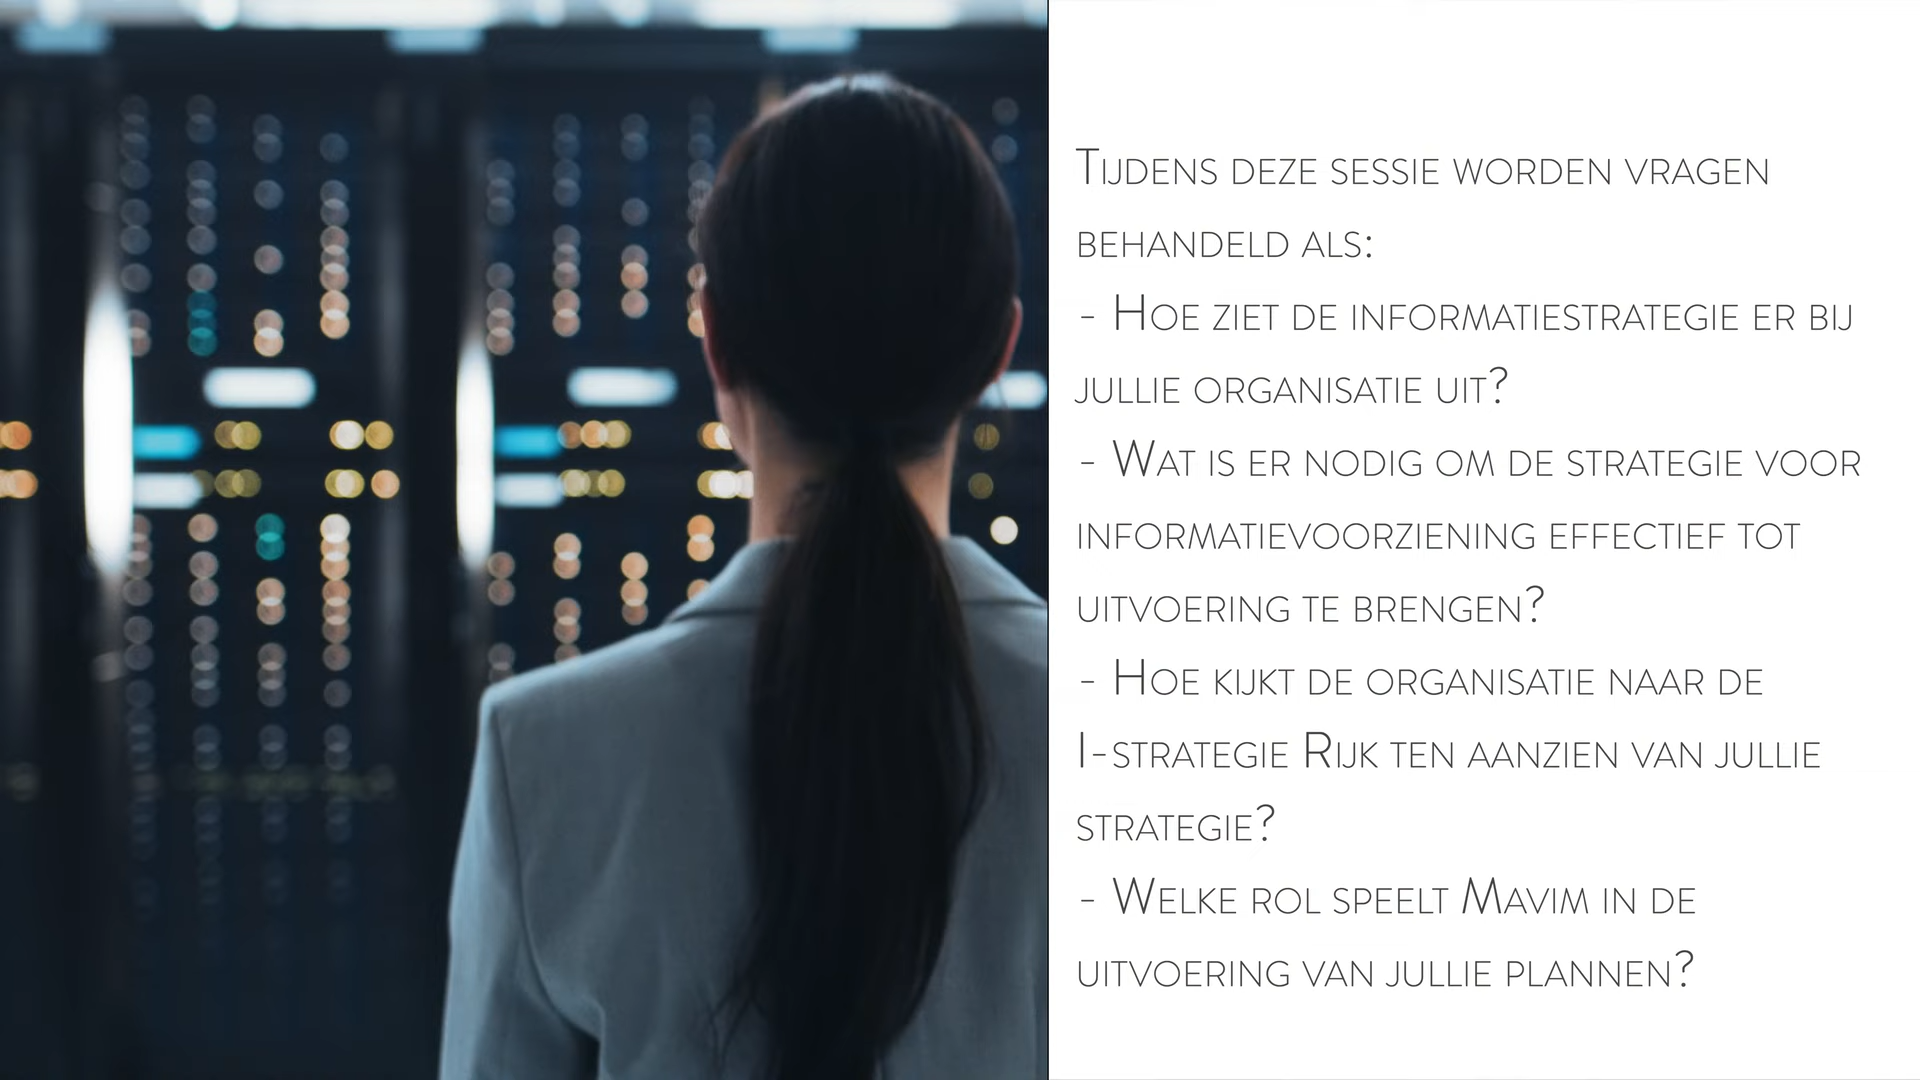 Tijdens deze sessie worden vragen
behandeld als:
- Hoe ziet de informatiestrategie er bij
jullie organisatie uit?
- Wat is er nodig om de strategie voor
informatievoorziening effectief tot
uitvoering te brengen?
- Hoe kijkt de organisatie naar de
I-strategie Rijk ten aanzien van jullie
strategie?
- Welke rol speelt Mavim in de
uitvoering van jullie plannen?